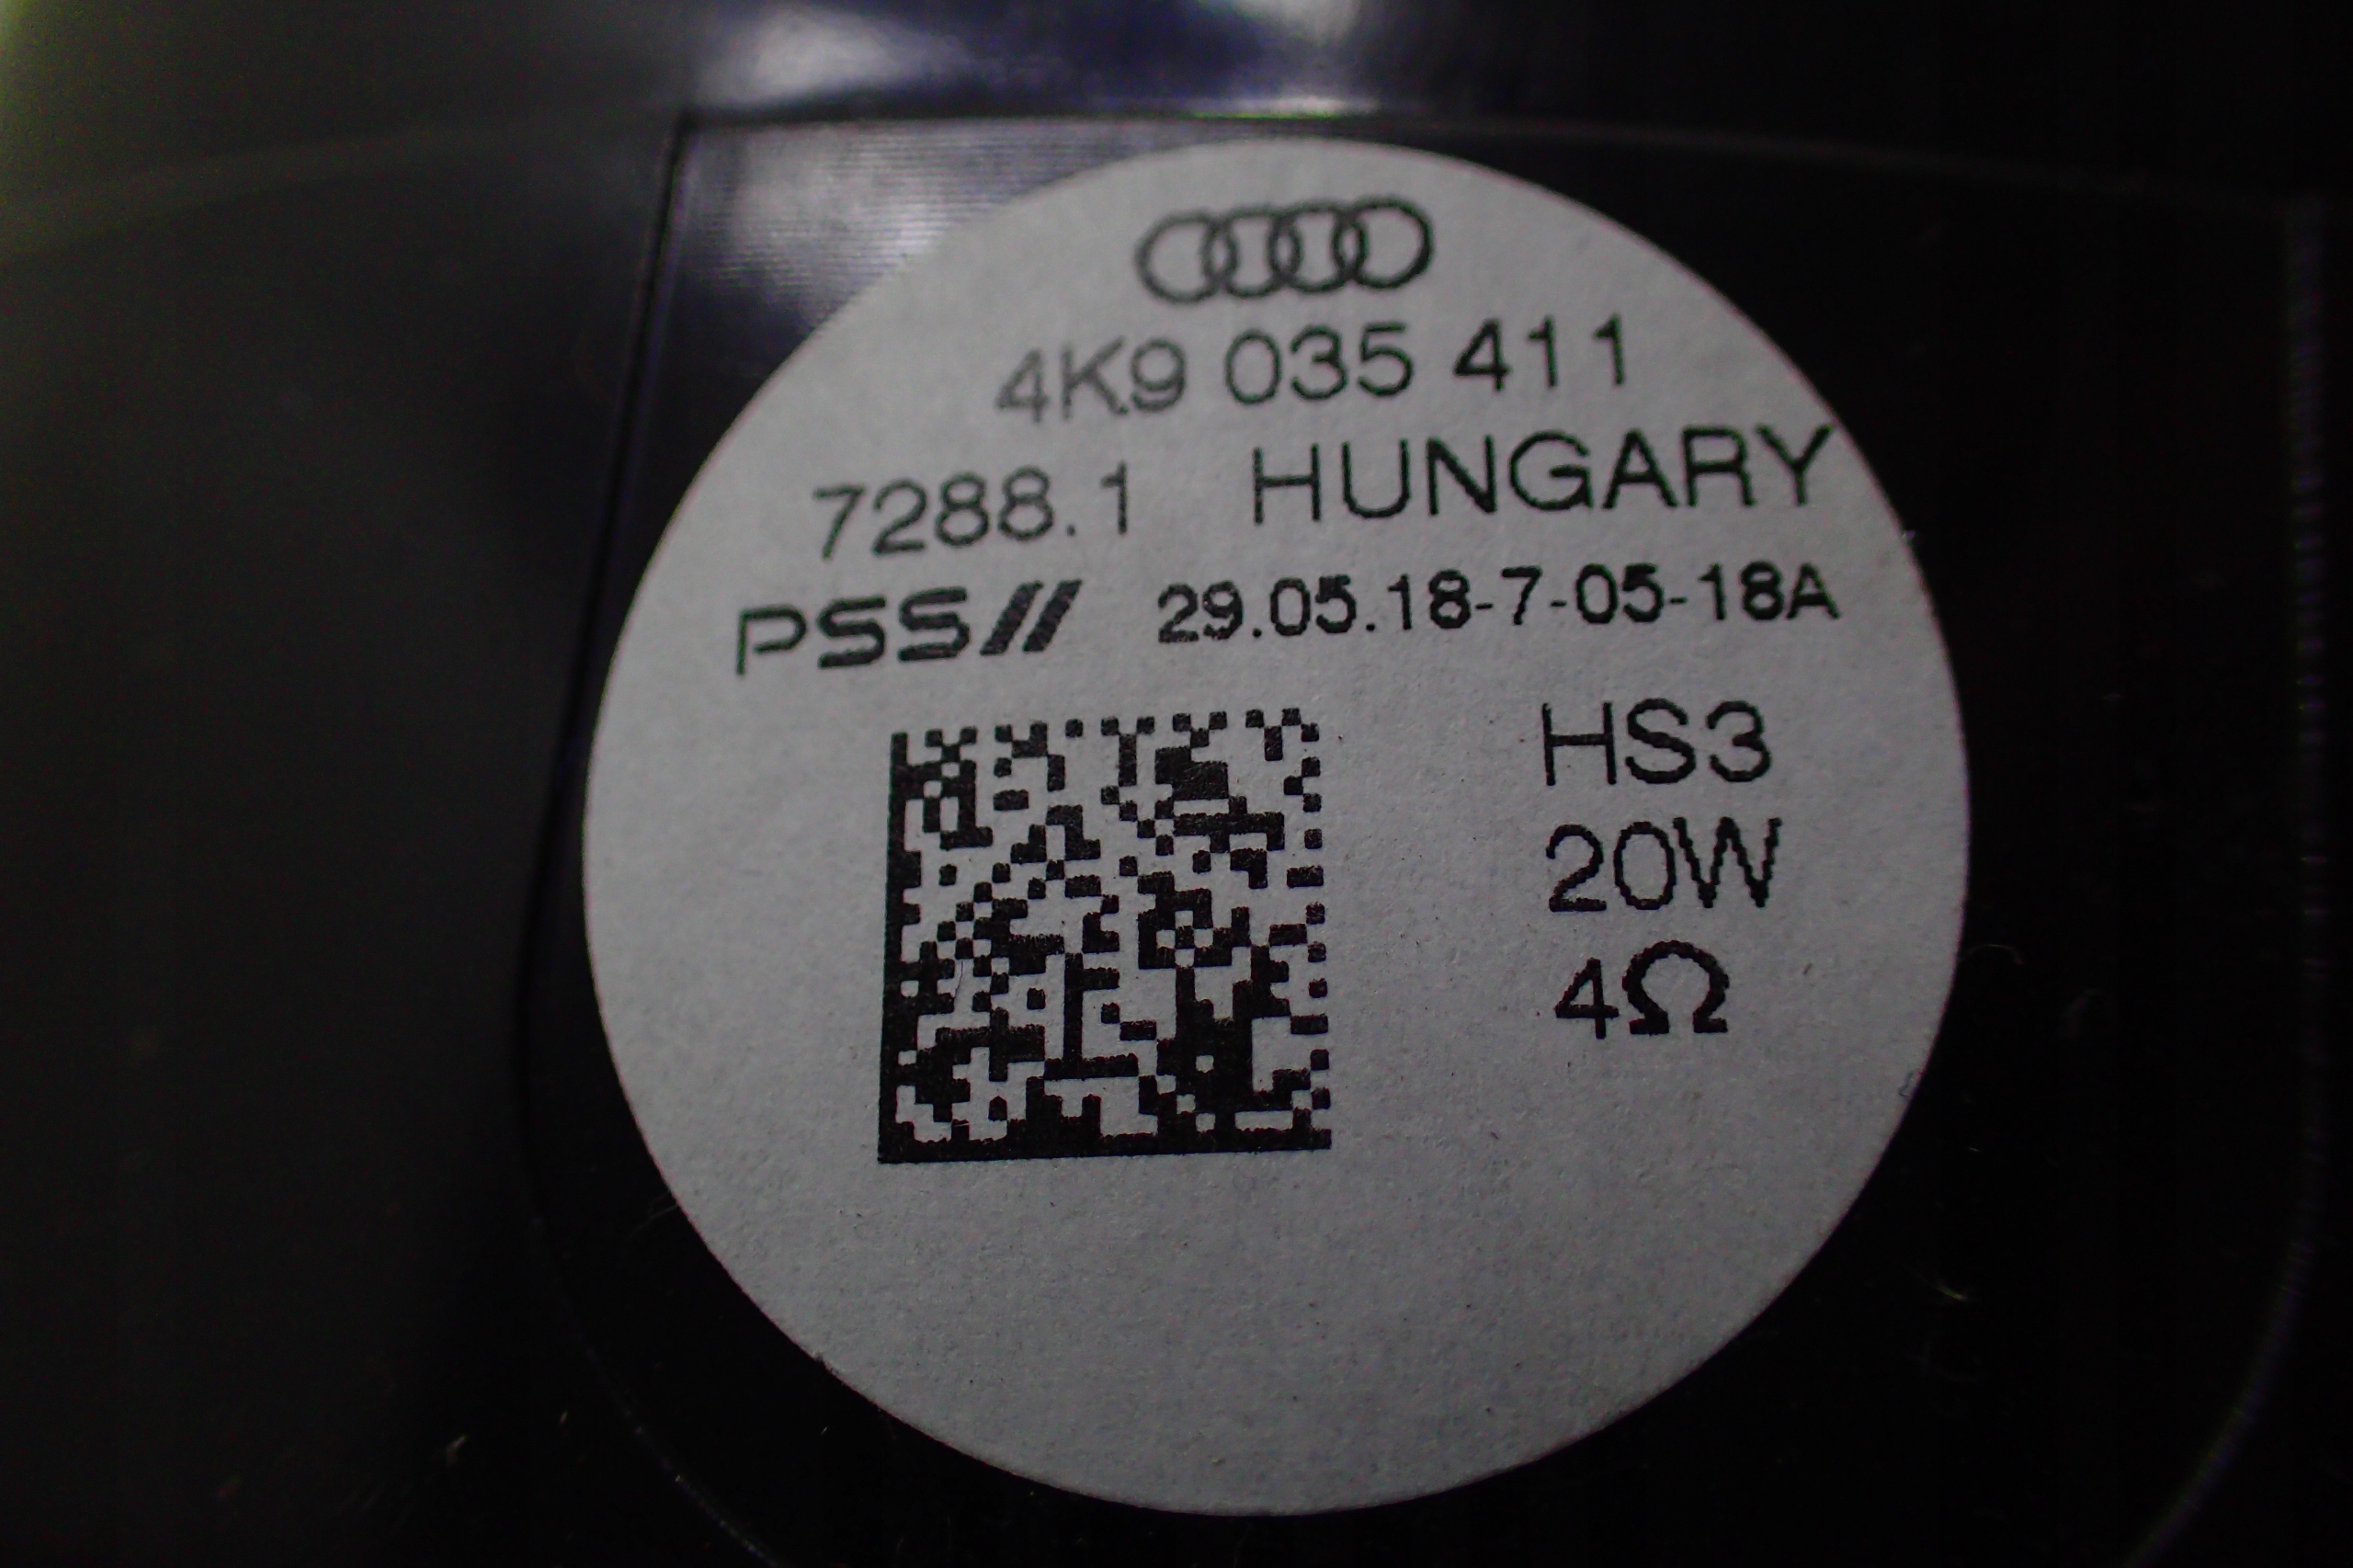 4K9 035 411
7288.1 HUNGARY
PSS// 29.05.18-7-05-18A
HS3
20W
4Ω